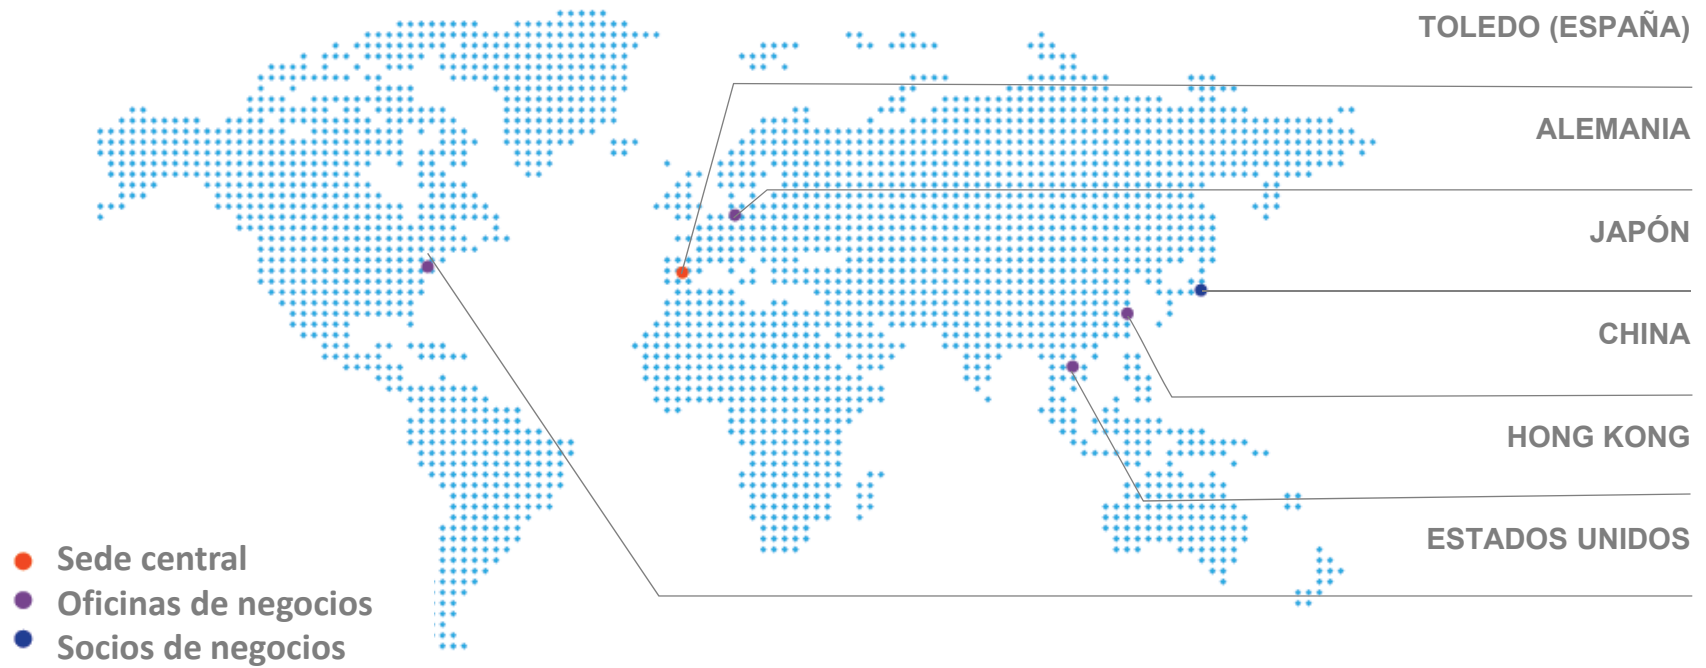 TOLEDO (ESPAÑA)
ALEMANIA
JAPÓN
CHINA
HONG KONG
ESTADOS UNIDOS
Sede central
Oficinas de negocios
Socios de negocios